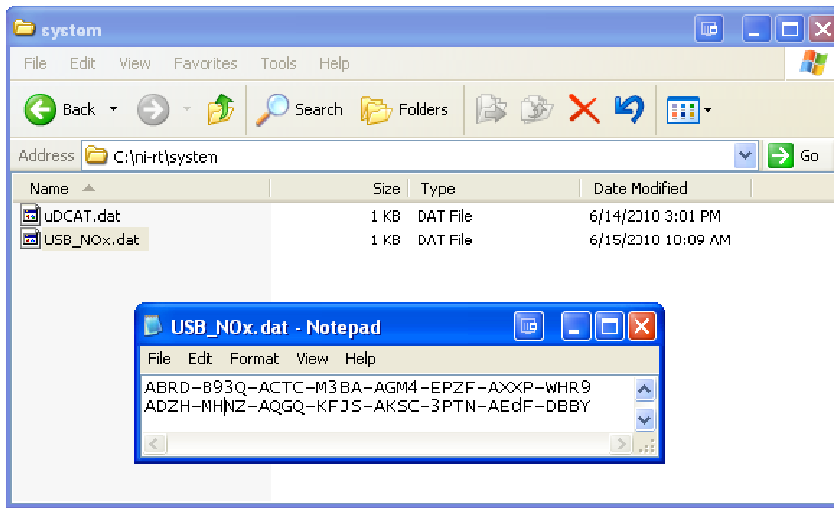 system
File Edit View Favorites Tools Help
Back Search Folders
Address C:\ni-rt\system Go
Name Size Type Date Modified
uDCAT.dat 1 KB DAT File 6/14/2010 3:01 PM
USB_NOx.dat 1 KB DAT File 6/15/2010 10:09 AM
USB_NOx.dat - Notepad
File Edit Format View Help
ABRD-B93Q-ACTC-M3BA-AGM4-EPZF-AXXP-WHR9
ADZH-MHNZ-AQGQ-KFJS-AKSC-3PTN-AEdF-DBBY